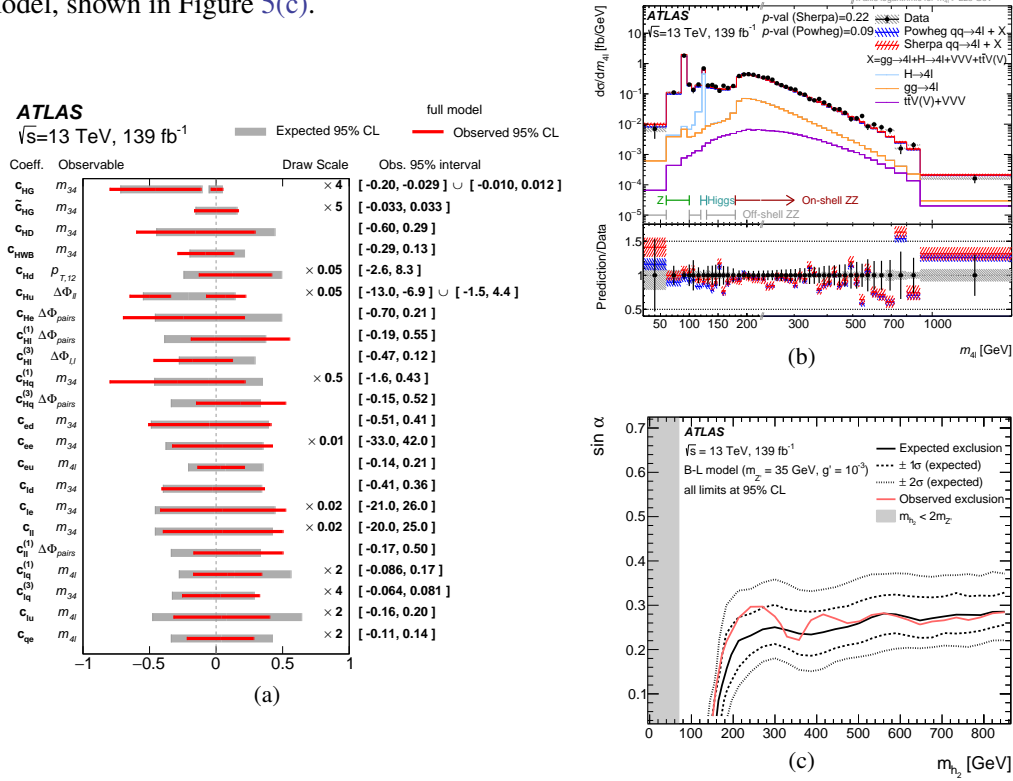 model, shown in Figure 5(c).
ATLAS
√s=13 TeV, 139 fb⁻¹
full model
Expected 95% CL
Observed 95% CL
Coeff. Observable Draw Scale Obs. 95% interval
c_HG m_34 × 4 [ -0.20, -0.029 ] ∪ [ -0.010, 0.012 ]
c̃_HG m_34 × 5 [ -0.033, 0.033 ]
c_HD m_34 [ -0.60, 0.29 ]
c_HWB m_34 [ -0.29, 0.13 ]
c_Hd p_T,12 × 0.05 [ -2.6, 8.3 ]
c_Hu ΔΦ_ll × 0.05 [ -13.0, -6.9 ] ∪ [ -1.5, 4.4 ]
c_He ΔΦ_pairs [ -0.70, 0.21 ]
c_Hl^(1) ΔΦ_pairs [ -0.19, 0.55 ]
c_Hl^(3) ΔΦ_l,l [ -0.47, 0.12 ]
c_Hq^(1) m_34 × 0.5 [ -1.6, 0.43 ]
c_Hq^(3) ΔΦ_pairs [ -0.15, 0.52 ]
c_ed m_34 [ -0.51, 0.41 ]
c_ee m_34 × 0.01 [ -33.0, 42.0 ]
c_eu m_4l [ -0.14, 0.21 ]
c_ld m_34 [ -0.41, 0.36 ]
c_le m_34 × 0.02 [ -21.0, 26.0 ]
c_ll m_34 × 0.02 [ -20.0, 25.0 ]
c_ll^(1) ΔΦ_pairs [ -0.17, 0.50 ]
c_lq^(1) m_4l × 2 [ -0.086, 0.17 ]
c_lq^(3) m_34 × 4 [ -0.064, 0.081 ]
c_lu m_4l × 2 [ -0.16, 0.20 ]
c_qe m_4l × 2 [ -0.11, 0.14 ]
−1 −0.5 0 0.5 1
(a)
ATLAS
√s=13 TeV, 139 fb⁻¹
p-val (Sherpa)=0.22
p-val (Powheg)=0.09
Data
Powheg qq→4l + X
Sherpa qq→4l + X
X=gg→4l+H→4l+VVV+tt̄V(V)
H→4l
gg→4l
tt̄V(V)+VVV
dσ/dm_4l [fb/GeV]
10
1
10⁻¹
10⁻²
10⁻³
10⁻⁴
10⁻⁵
Z Higgs On-shell ZZ
Off-shell ZZ
Prediction/Data
1.5
1
0.5
50 100 150 200 300 500 700 1000
m_4l [GeV]
(b)
sin α
ATLAS
√s = 13 TeV, 139 fb⁻¹
B-L model (m_Z' = 35 GeV, g' = 10⁻³)
all limits at 95% CL
Expected exclusion
± 1σ (expected)
± 2σ (expected)
Observed exclusion
m_h₂ < 2m_Z'
0.7
0.6
0.5
0.4
0.3
0.2
0.1
0 100 200 300 400 500 600 700 800
m_h₂ [GeV]
(c)